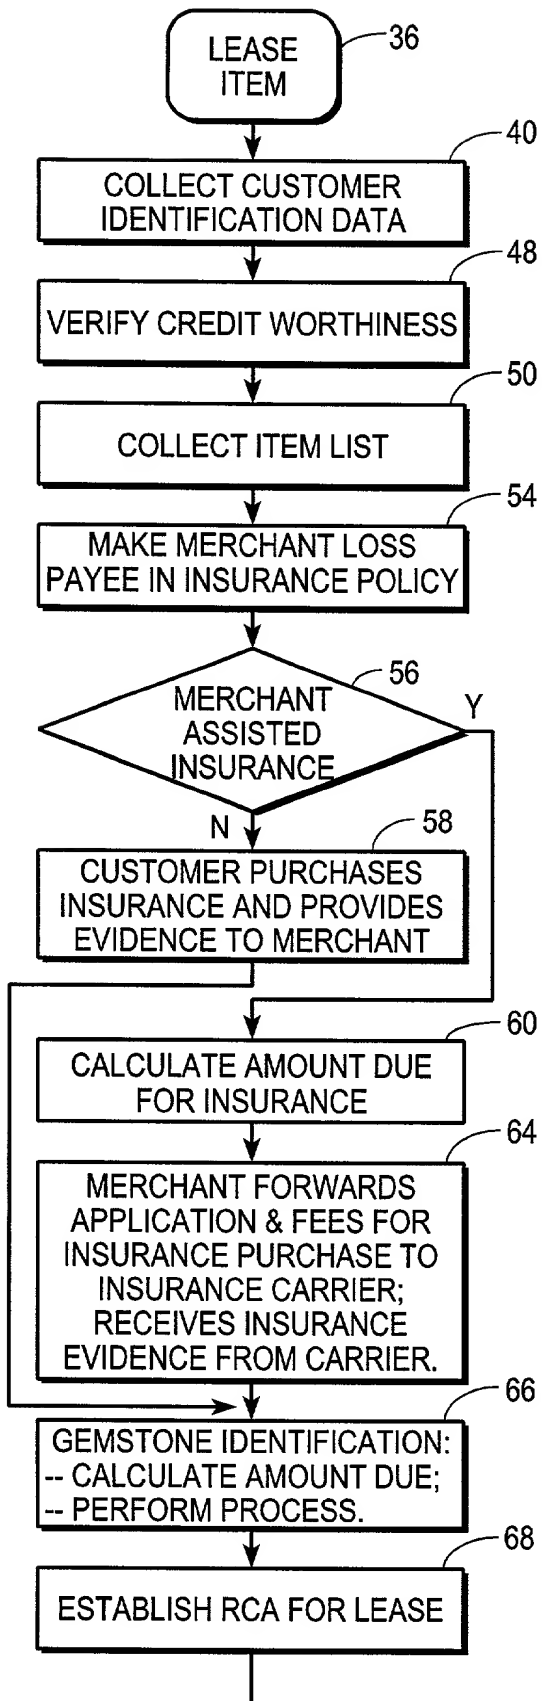 LEASE
ITEM
36
40
COLLECT CUSTOMER
IDENTIFICATION DATA
48
VERIFY CREDIT WORTHINESS
50
COLLECT ITEM LIST
54
MAKE MERCHANT LOSS
PAYEE IN INSURANCE POLICY
56
MERCHANT
ASSISTED
INSURANCE
Y
N
58
CUSTOMER PURCHASES
INSURANCE AND PROVIDES
EVIDENCE TO MERCHANT
60
CALCULATE AMOUNT DUE
FOR INSURANCE
64
MERCHANT FORWARDS
APPLICATION & FEES FOR
INSURANCE PURCHASE TO
INSURANCE CARRIER;
RECEIVES INSURANCE
EVIDENCE FROM CARRIER.
66
GEMSTONE IDENTIFICATION:
-- CALCULATE AMOUNT DUE;
-- PERFORM PROCESS.
68
ESTABLISH RCA FOR LEASE